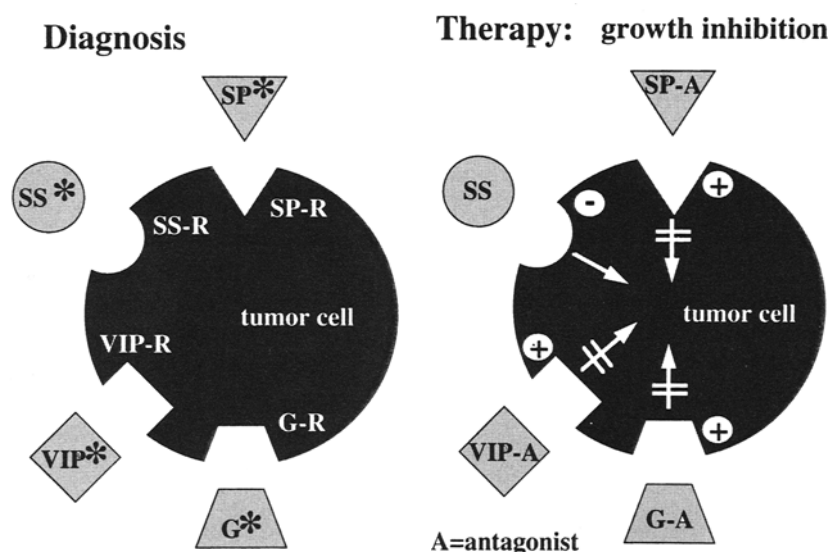 Diagnosis
SP*
SS*
SS-R
SP-R
tumor cell
VIP-R
G-R
VIP*
G*
Therapy: growth inhibition
SP-A
SS
-
+
tumor cell
+
+
VIP-A
G-A
A=antagonist